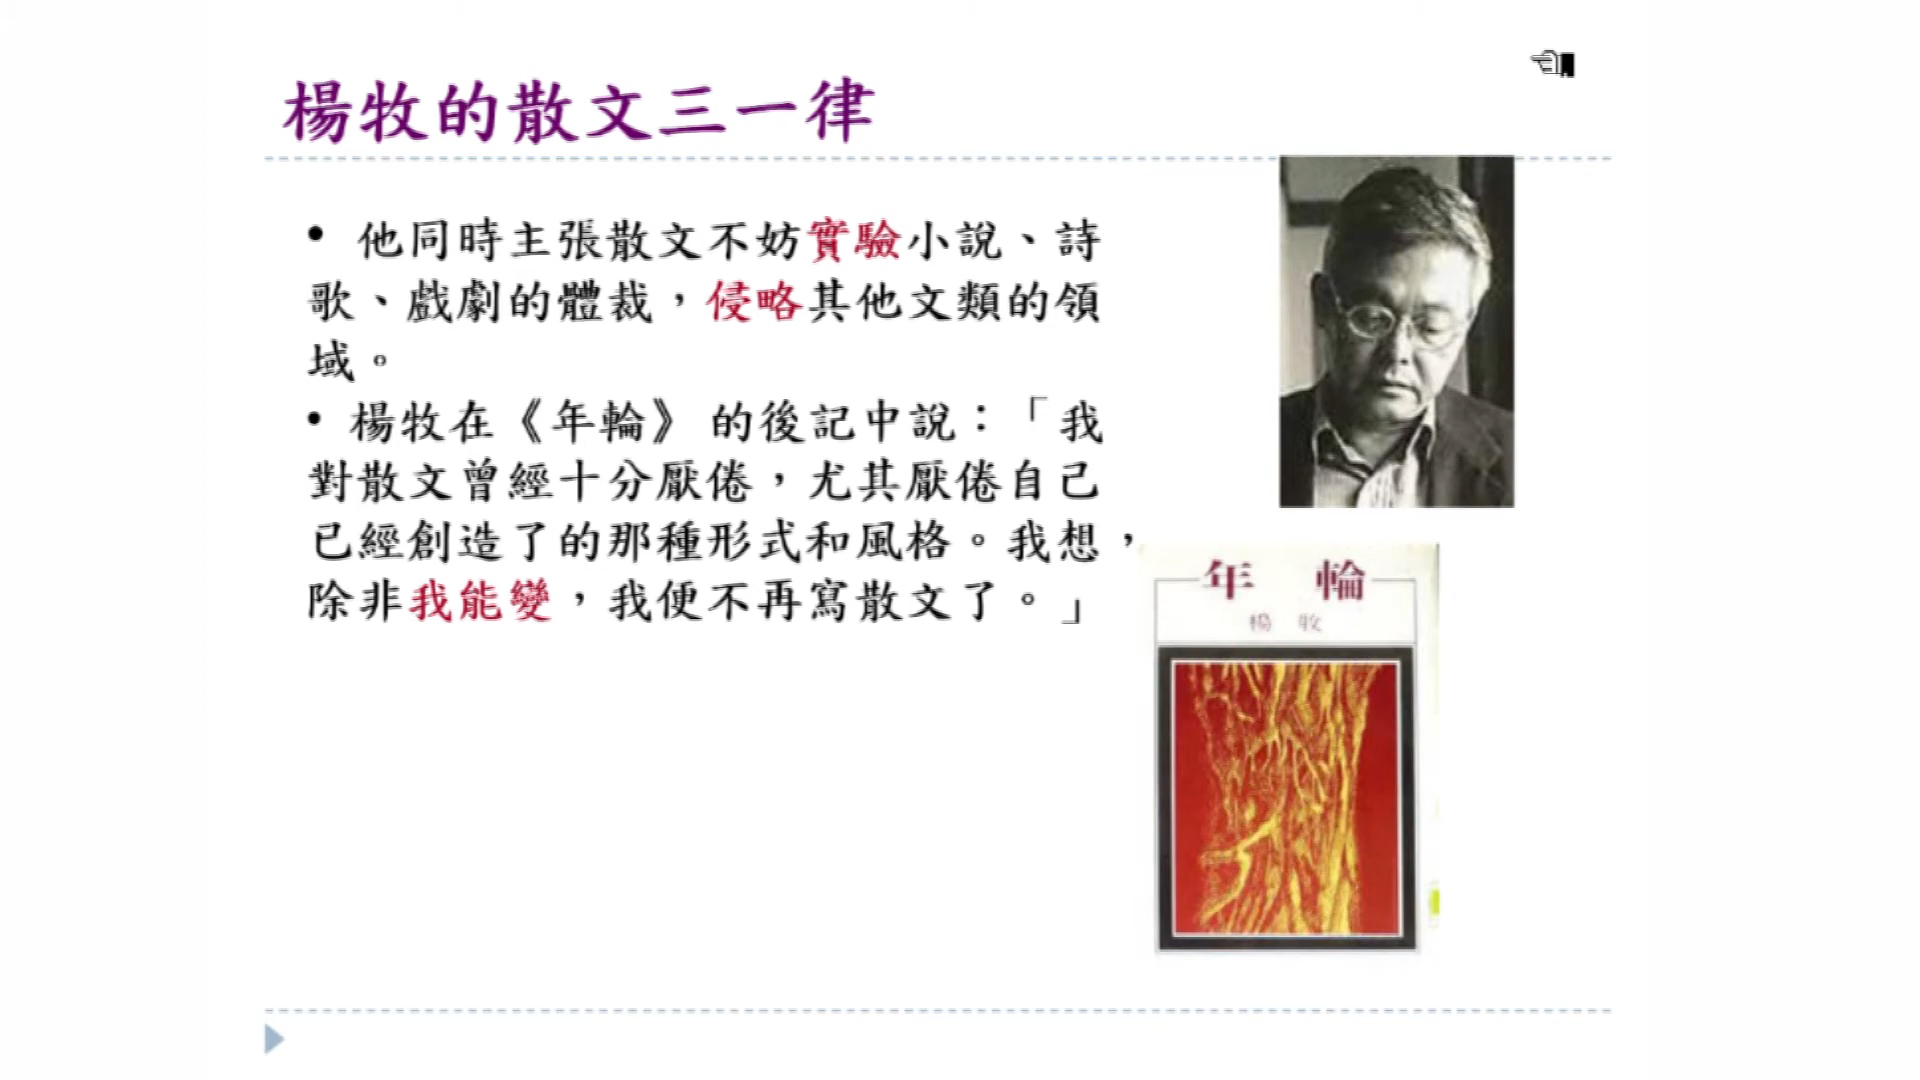 楊牧的散文三一律
• 他同時主張散文不妨實驗小說、詩
歌、戲劇的體裁，侵略其他文類的領
域。
• 楊牧在《年輪》 的後記中說：「我
對散文曾經十分厭倦，尤其厭倦自己
已經創造了的那種形式和風格。我想，
除非我能變，我便不再寫散文了。」
年 輪
楊 牧